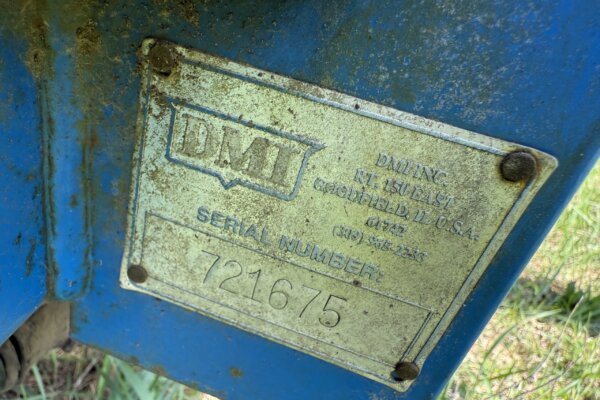 DMI
DMI INC.
RT. 150 EAST
GOODFIELD, IL U.S.A.
61742
SERIAL NUMBER
721675